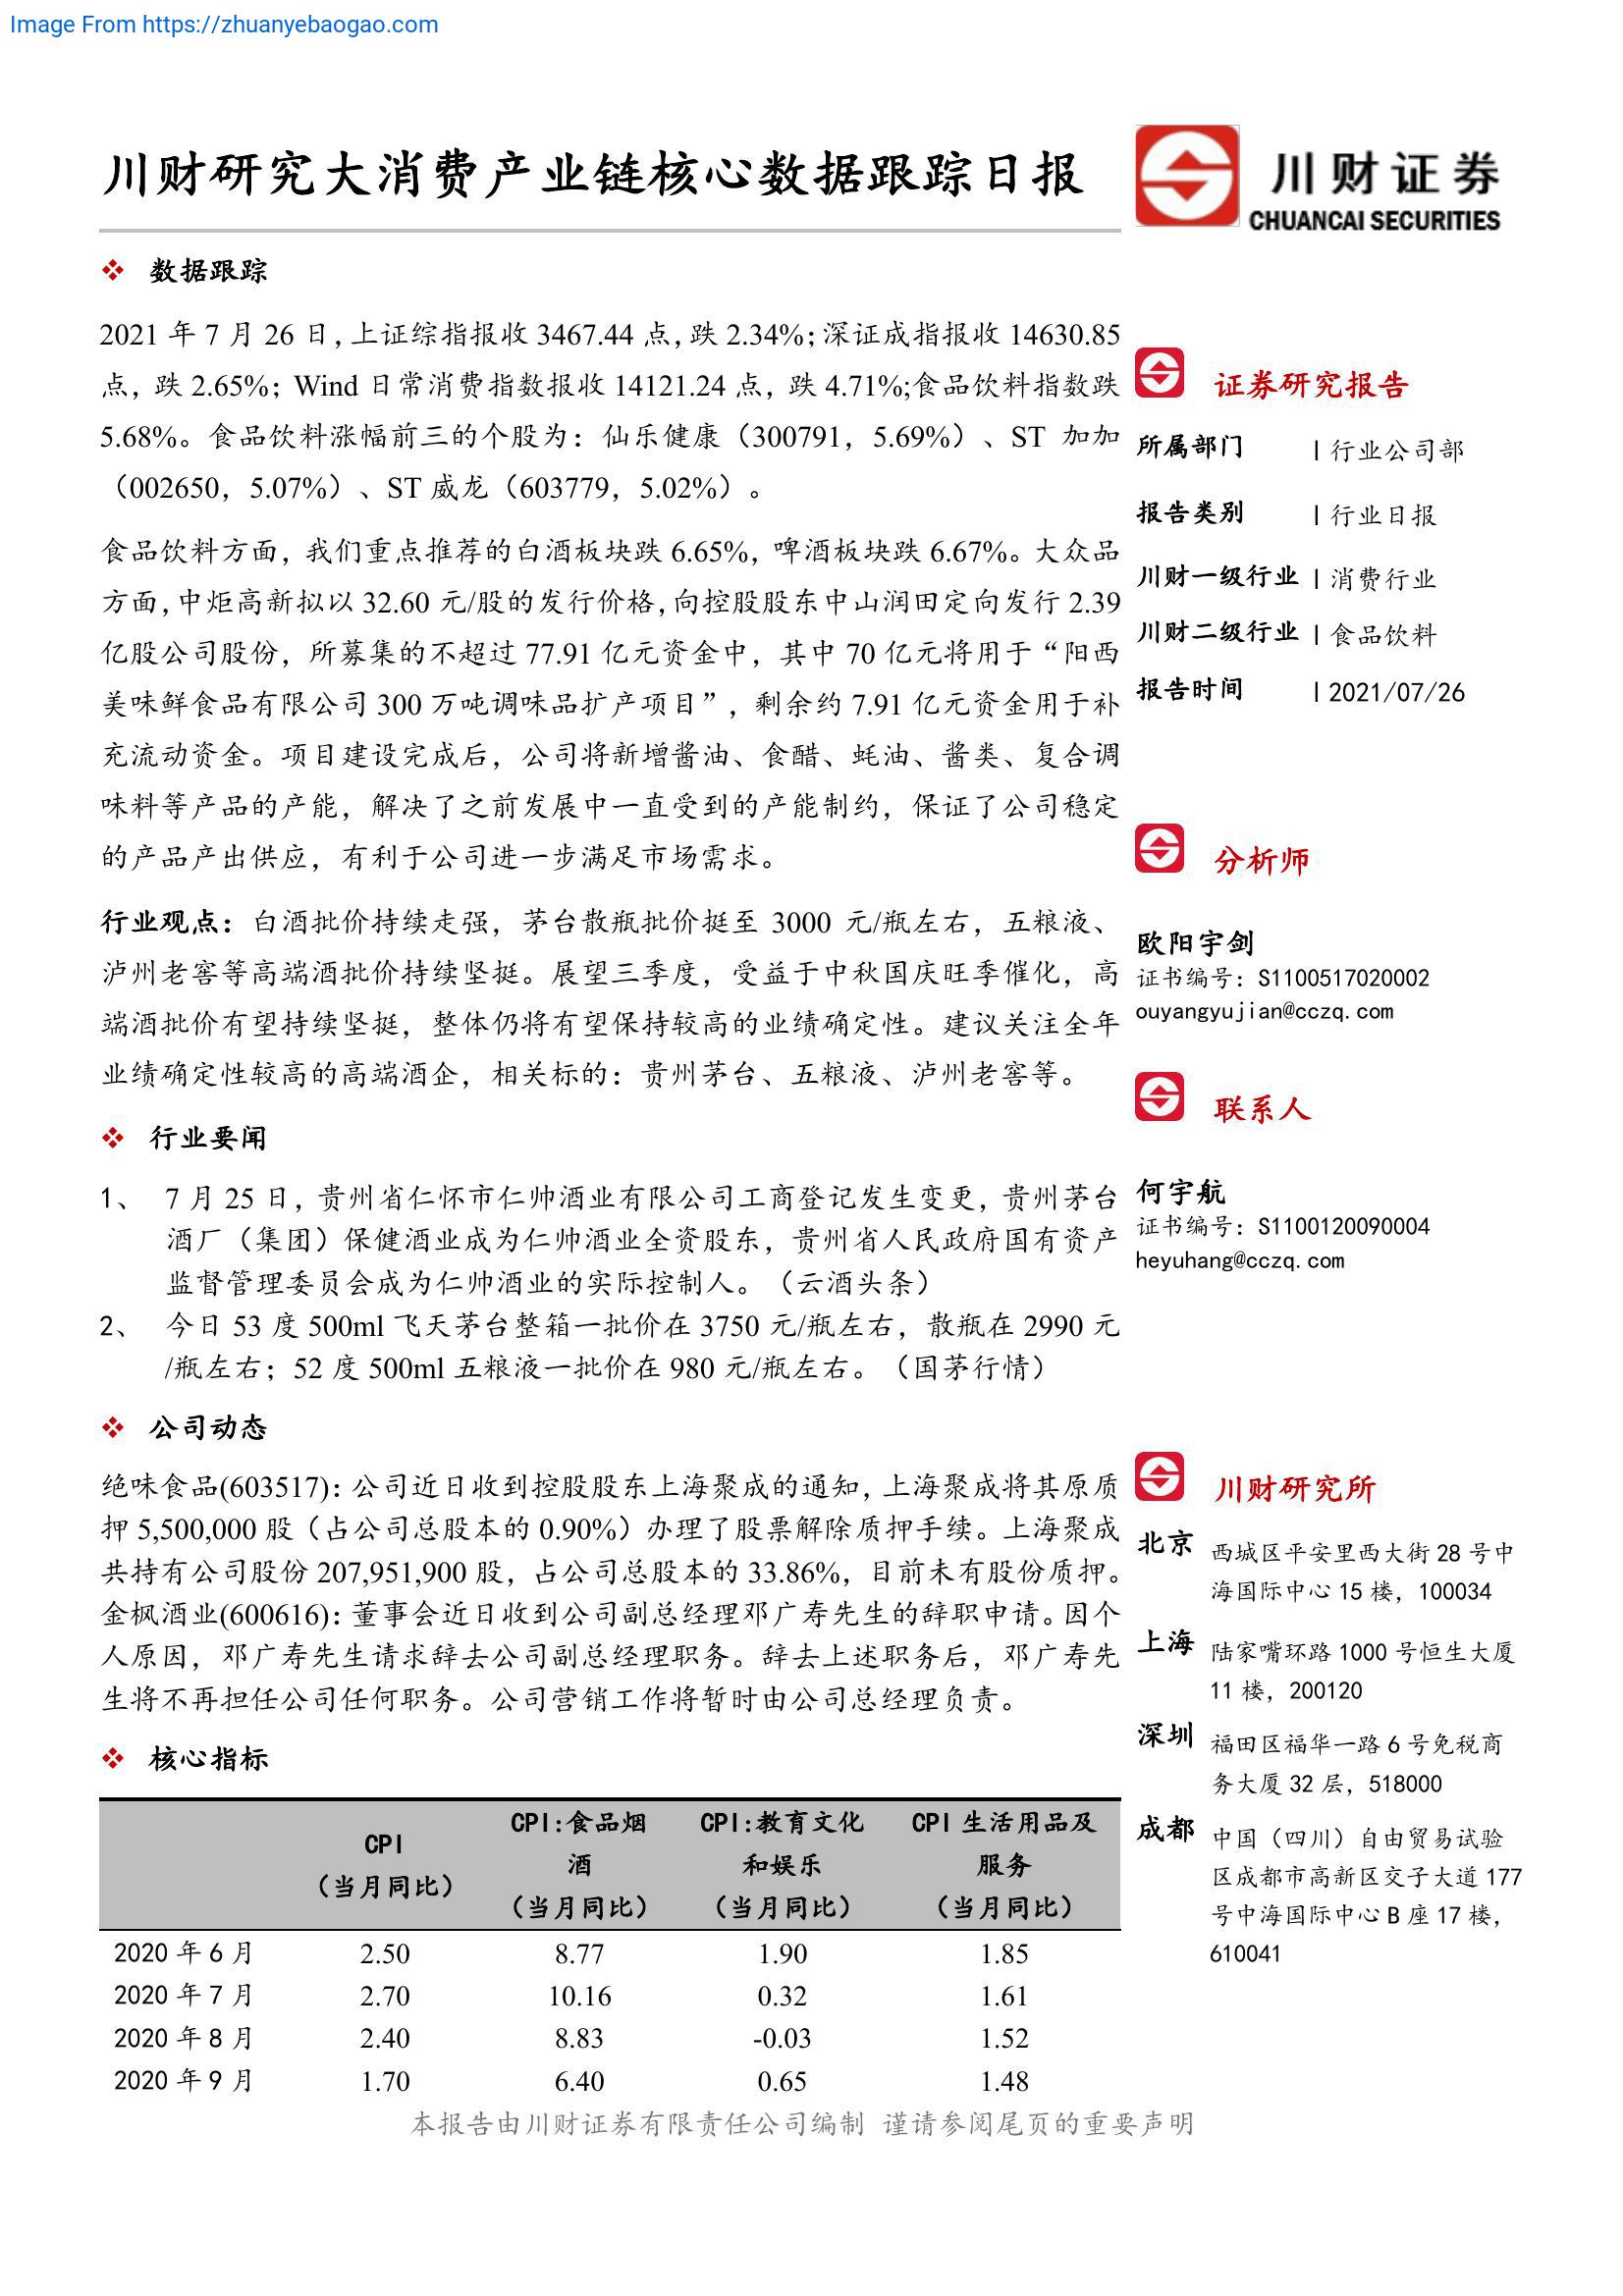 Image From https://zhuanyebaogao.com
川财研究大消费产业链核心数据跟踪日报
川财证券
CHUANCAI SECURITIES
数据跟踪
2021 年 7 月 26 日，上证综指报收 3467.44 点，跌 2.34%；深证成指报收 14630.85
点，跌 2.65%；Wind 日常消费指数报收 14121.24 点，跌 4.71%;食品饮料指数跌
5.68%。食品饮料涨幅前三的个股为：仙乐健康（300791，5.69%）、ST 加加
（002650，5.07%）、ST 威龙（603779，5.02%）。
食品饮料方面，我们重点推荐的白酒板块跌 6.65%，啤酒板块跌 6.67%。大众品
方面，中炬高新拟以 32.60 元/股的发行价格，向控股股东中山润田定向发行 2.39
亿股公司股份，所募集的不超过 77.91 亿元资金中，其中 70 亿元将用于“阳西
美味鲜食品有限公司 300 万吨调味品扩产项目”，剩余约 7.91 亿元资金用于补
充流动资金。项目建设完成后，公司将新增酱油、食醋、蚝油、酱类、复合调
味料等产品的产能，解决了之前发展中一直受到的产能制约，保证了公司稳定
的产品产出供应，有利于公司进一步满足市场需求。
行业观点：白酒批价持续走强，茅台散瓶批价挺至 3000 元/瓶左右，五粮液、
泸州老窖等高端酒批价持续坚挺。展望三季度，受益于中秋国庆旺季催化，高
端酒批价有望持续坚挺，整体仍将有望保持较高的业绩确定性。建议关注全年
业绩确定性较高的高端酒企，相关标的：贵州茅台、五粮液、泸州老窖等。
行业要闻
1、 7 月 25 日，贵州省仁怀市仁帅酒业有限公司工商登记发生变更，贵州茅台
酒厂（集团）保健酒业成为仁帅酒业全资股东，贵州省人民政府国有资产
监督管理委员会成为仁帅酒业的实际控制人。（云酒头条）
2、 今日 53 度 500ml 飞天茅台整箱一批价在 3750 元/瓶左右，散瓶在 2990 元
/瓶左右；52 度 500ml 五粮液一批价在 980 元/瓶左右。（国茅行情）
公司动态
绝味食品(603517)：公司近日收到控股股东上海聚成的通知，上海聚成将其原质
押 5,500,000 股（占公司总股本的 0.90%）办理了股票解除质押手续。上海聚成
共持有公司股份 207,951,900 股，占公司总股本的 33.86%，目前未有股份质押。
金枫酒业(600616)：董事会近日收到公司副总经理邓广寿先生的辞职申请。因个
人原因，邓广寿先生请求辞去公司副总经理职务。辞去上述职务后，邓广寿先
生将不再担任公司任何职务。公司营销工作将暂时由公司总经理负责。
核心指标
CPI
（当月同比）
CPI:食品烟
酒
（当月同比）
CPI:教育文化
和娱乐
（当月同比）
CPI 生活用品及
服务
（当月同比）
2020 年 6 月 2.50 8.77 1.90 1.85
2020 年 7 月 2.70 10.16 0.32 1.61
2020 年 8 月 2.40 8.83 -0.03 1.52
2020 年 9 月 1.70 6.40 0.65 1.48
证券研究报告
所属部门 | 行业公司部
报告类别 | 行业日报
川财一级行业 | 消费行业
川财二级行业 | 食品饮料
报告时间 | 2021/07/26
分析师
欧阳宇剑
证书编号：S1100517020002
ouyangyujian@cczq.com
联系人
何宇航
证书编号：S1100120090004
heyuhang@cczq.com
川财研究所
北京 西城区平安里西大街 28 号中
海国际中心 15 楼，100034
上海 陆家嘴环路 1000 号恒生大厦
11 楼，200120
深圳 福田区福华一路 6 号免税商
务大厦 32 层，518000
成都 中国（四川）自由贸易试验
区成都市高新区交子大道 177
号中海国际中心 B 座 17 楼，
610041
本报告由川财证券有限责任公司编制 谨请参阅尾页的重要声明